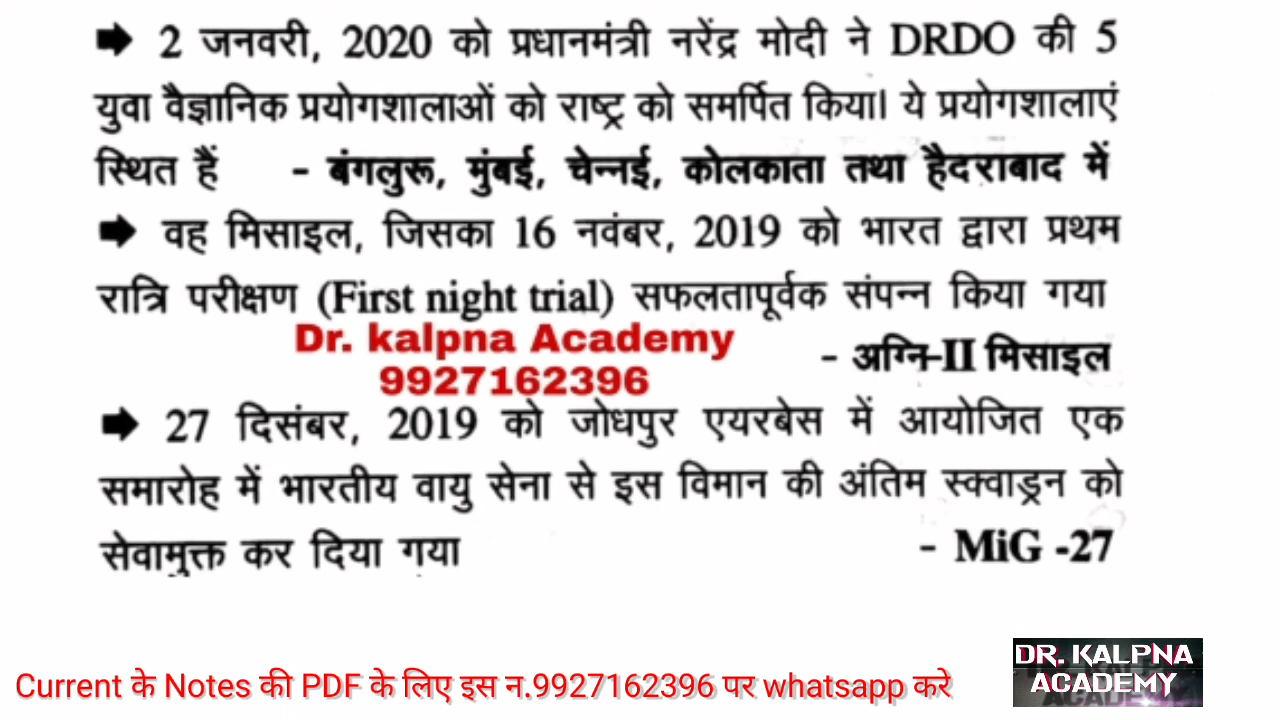 ➡ 2 जनवरी, 2020 को प्रधानमंत्री नरेंद्र मोदी ने DRDO की 5
युवा वैज्ञानिक प्रयोगशालाओं को राष्ट्र को समर्पित किया। ये प्रयोगशालाएं
स्थित हैं - बंगलुरू, मुंबई, चेन्नई, कोलकाता तथा हैदराबाद में
➡ वह मिसाइल, जिसका 16 नवंबर, 2019 को भारत द्वारा प्रथम
रात्रि परीक्षण (First night trial) सफलतापूर्वक संपन्न किया गया
Dr. kalpna Academy
- अग्नि-II मिसाइल
9927162396
➡ 27 दिसंबर, 2019 को जोधपुर एयरबेस में आयोजित एक
समारोह में भारतीय वायु सेना से इस विमान की अंतिम स्क्वाड्रन को
सेवामुक्त कर दिया गया - MiG -27
Current के Notes की PDF के लिए इस न.9927162396 पर whatsapp करे
DR. KALPNA
ACADEMY